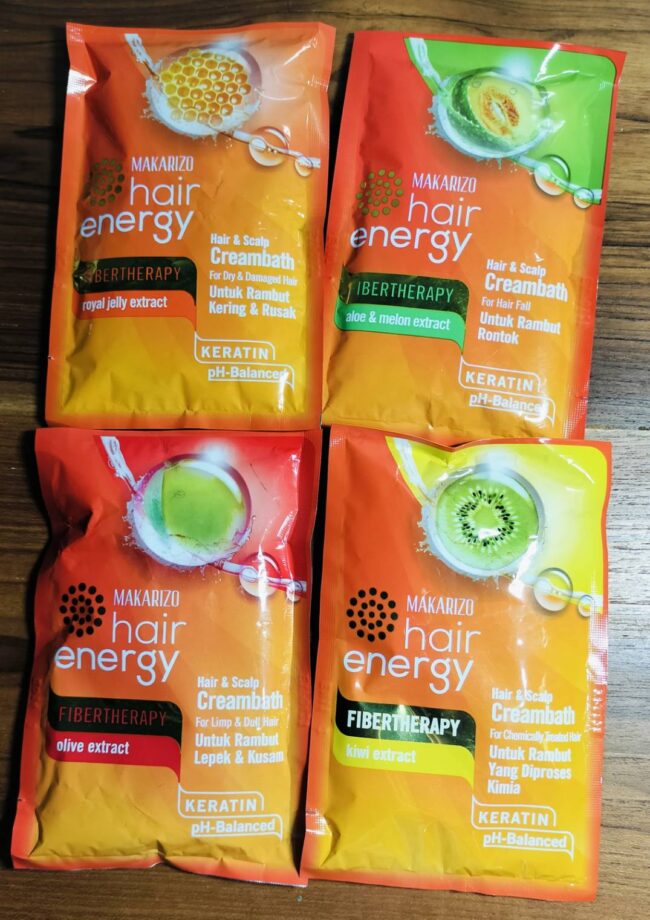 MAKARIZO
hair
energy
FIBERTHERAPY
royal jelly extract
Hair & Scalp
Creambath
For Dry & Damaged Hair
Untuk Rambut
Kering & Rusak
KERATIN
pH-Balanced
MAKARIZO
hair
energy
FIBERTHERAPY
aloe & melon extract
Hair & Scalp
Creambath
For Hair Fall
Untuk Rambut
Rontok
KERATIN
pH-Balanced
MAKARIZO
hair
energy
FIBERTHERAPY
olive extract
Hair & Scalp
Creambath
For Limp & Dull Hair
Untuk Rambut
Lepek & Kusam
KERATIN
pH-Balanced
MAKARIZO
hair
energy
FIBERTHERAPY
kiwi extract
Hair & Scalp
Creambath
For Chemically Treated Hair
Untuk Rambut
Yang Diproses
Kimia
KERATIN
pH-Balanced